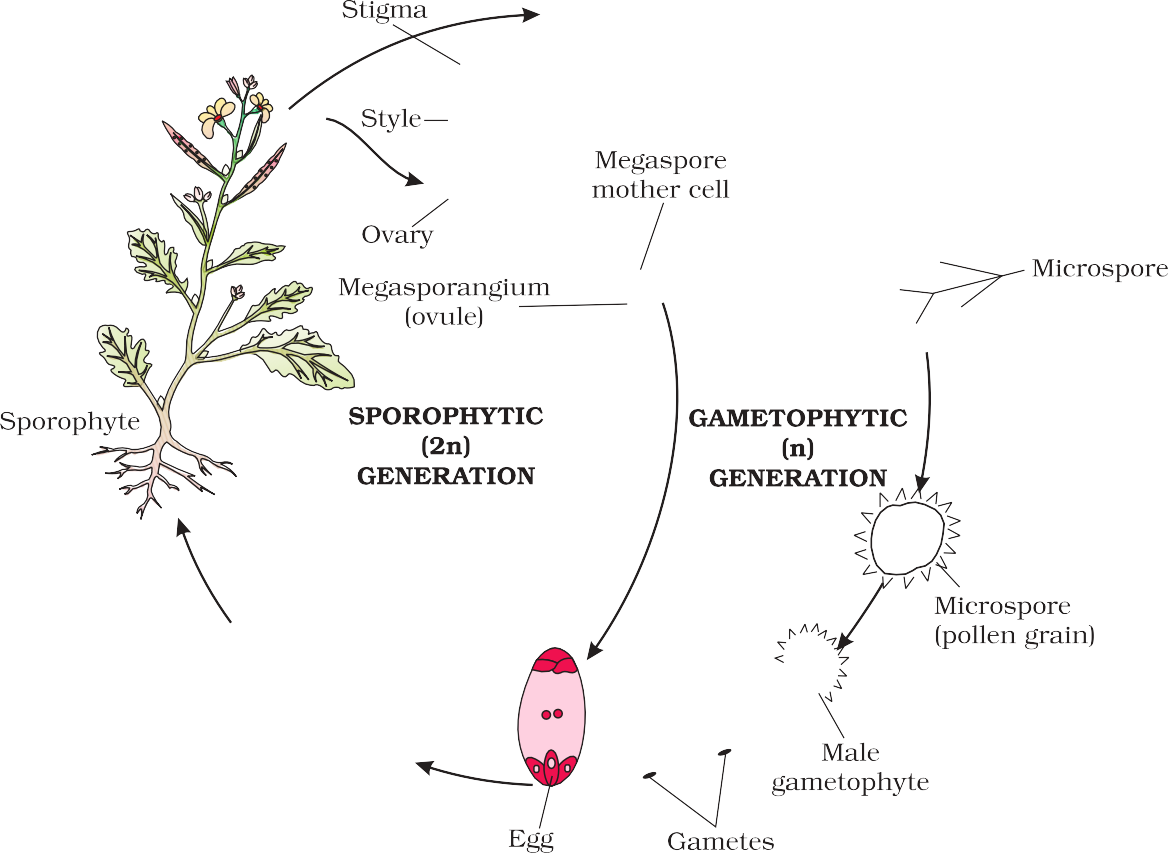 Stigma
Style
Megaspore
mother cell
Ovary
Microspore
Megasporangium
(ovule)
Sporophyte
SPOROPHYTIC
(2n)
GENERATION
GAMETOPHYTIC
(n)
GENERATION
Microspore
(pollen grain)
Male
gametophyte
Egg
Gametes